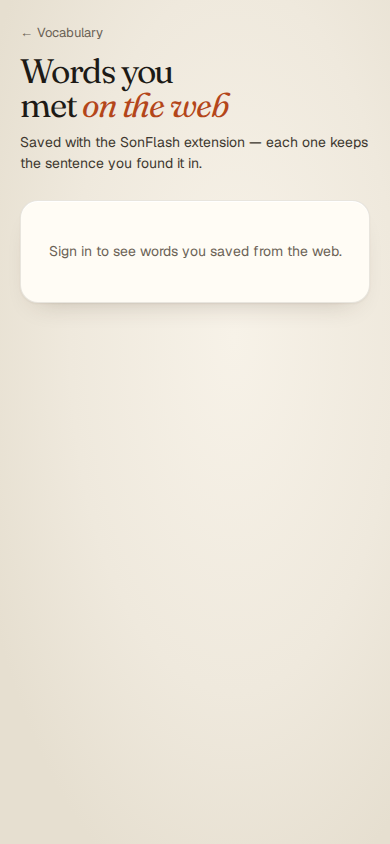 ← Vocabulary
Words you
met on the web
Saved with the SonFlash extension — each one keeps
the sentence you found it in.
Sign in to see words you saved from the web.